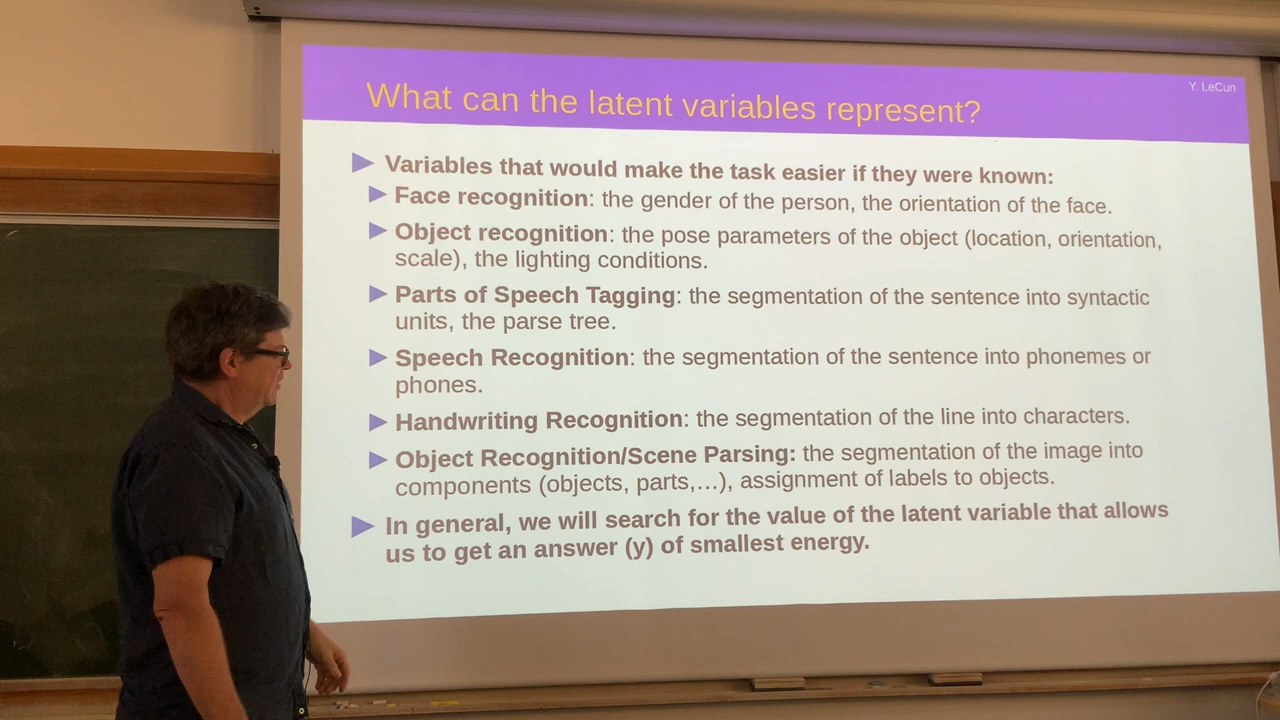 Y. LeCun
What can the latent variables represent?
Variables that would make the task easier if they were known:
Face recognition: the gender of the person, the orientation of the face.
Object recognition: the pose parameters of the object (location, orientation,
scale), the lighting conditions.
Parts of Speech Tagging: the segmentation of the sentence into syntactic
units, the parse tree.
Speech Recognition: the segmentation of the sentence into phonemes or
phones.
Handwriting Recognition: the segmentation of the line into characters.
Object Recognition/Scene Parsing: the segmentation of the image into
components (objects, parts,…), assignment of labels to objects.
In general, we will search for the value of the latent variable that allows
us to get an answer (y) of smallest energy.